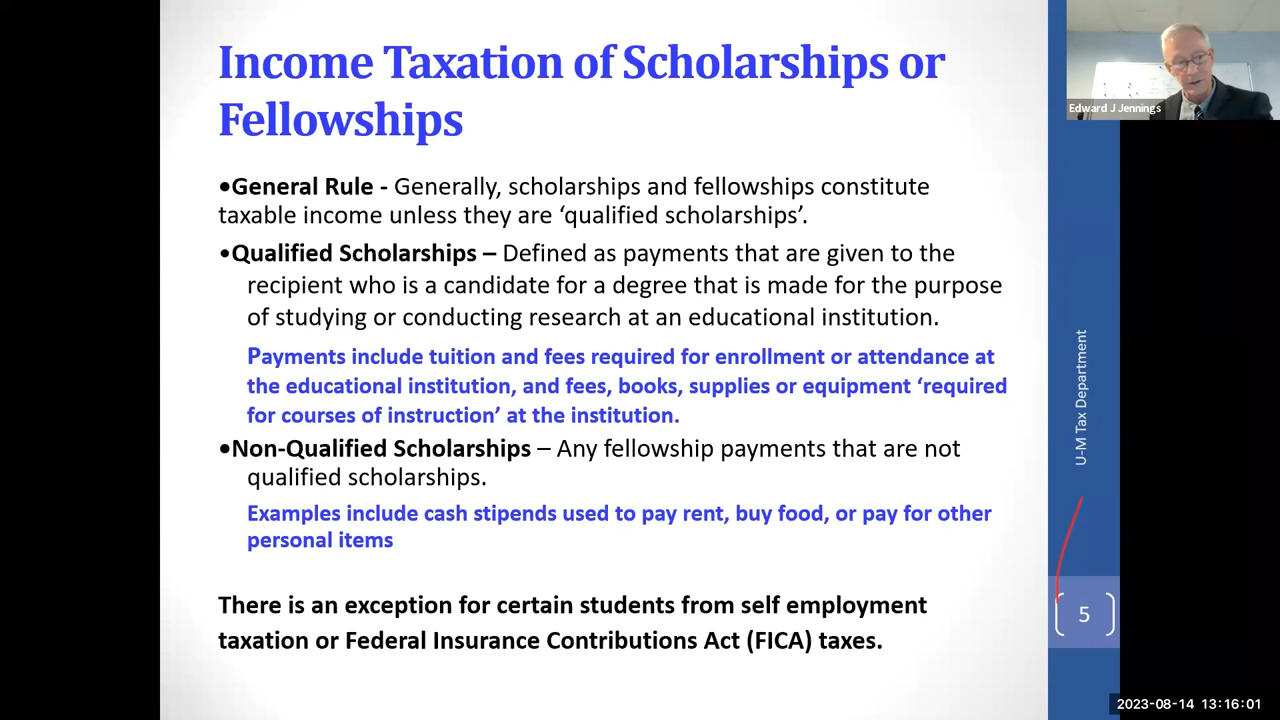 Income Taxation of Scholarships or
Fellowships
•General Rule - Generally, scholarships and fellowships constitute
taxable income unless they are ‘qualified scholarships’.
•Qualified Scholarships – Defined as payments that are given to the
recipient who is a candidate for a degree that is made for the purpose
of studying or conducting research at an educational institution.
Payments include tuition and fees required for enrollment or attendance at
the educational institution, and fees, books, supplies or equipment ‘required
for courses of instruction’ at the institution.
•Non-Qualified Scholarships – Any fellowship payments that are not
qualified scholarships.
Examples include cash stipends used to pay rent, buy food, or pay for other
personal items
There is an exception for certain students from self employment
taxation or Federal Insurance Contributions Act (FICA) taxes.
Edward J Jennings
U-M Tax Department
5
2023-08-14 13:16:01